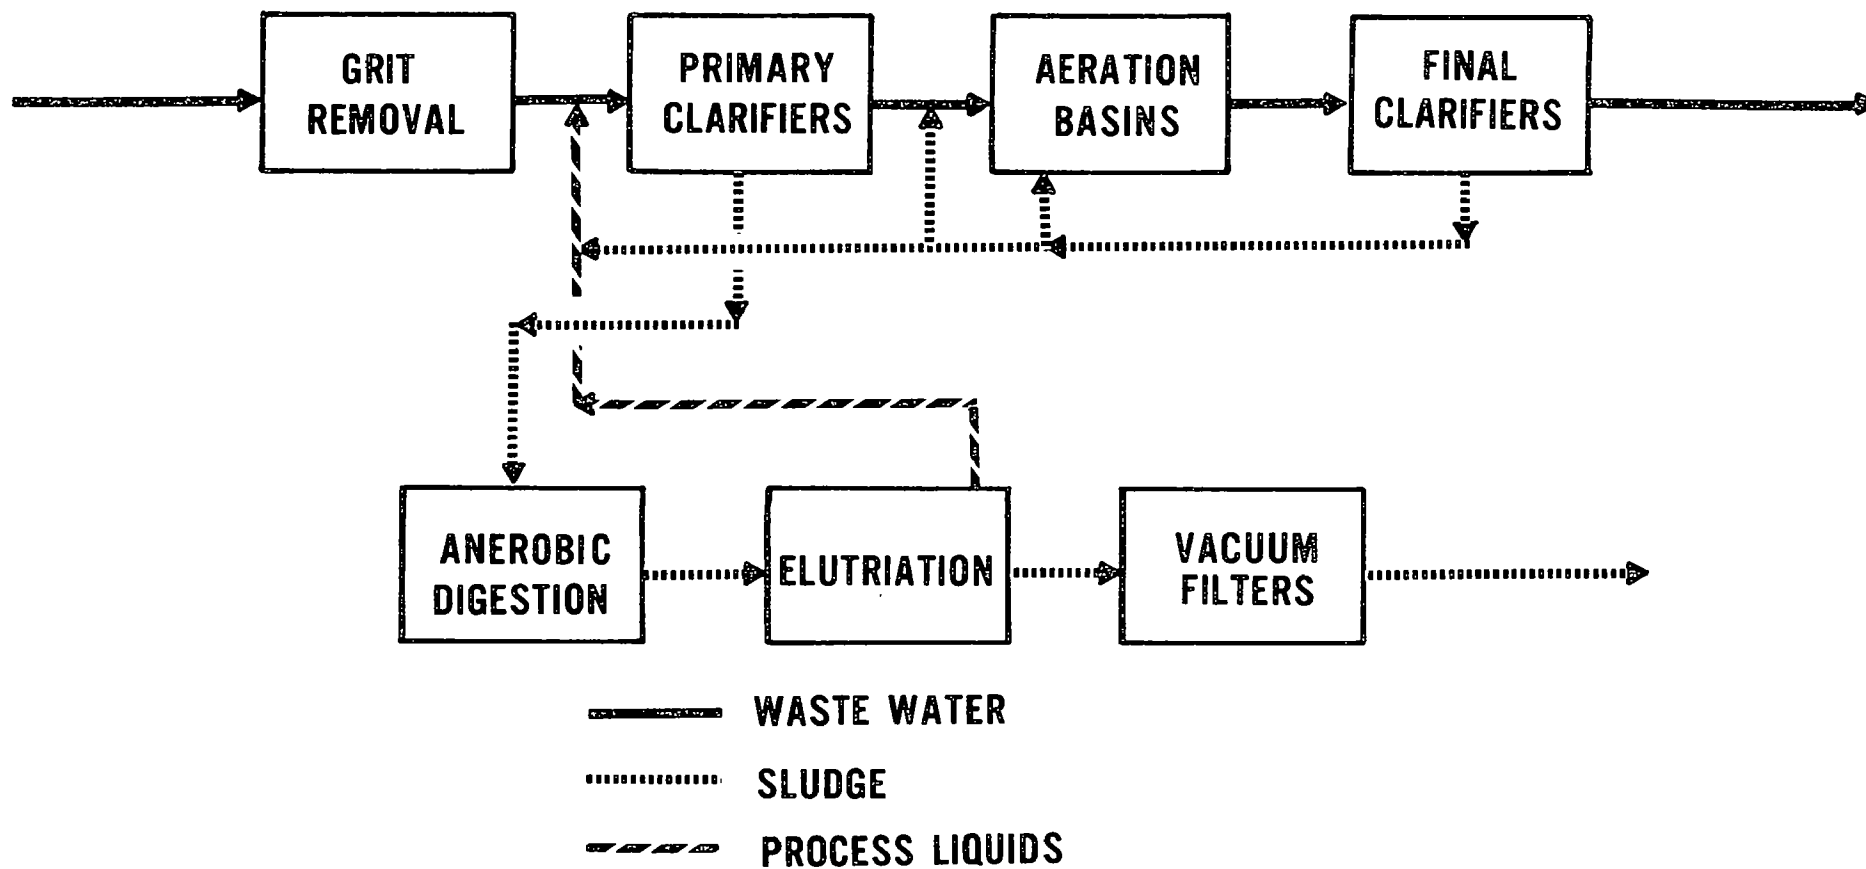 GRIT
REMOVAL
PRIMARY
CLARIFIERS
AERATION
BASINS
FINAL
CLARIFIERS
ANEROBIC
DIGESTION
ELUTRIATION
VACUUM
FILTERS
WASTE WATER
SLUDGE
PROCESS LIQUIDS